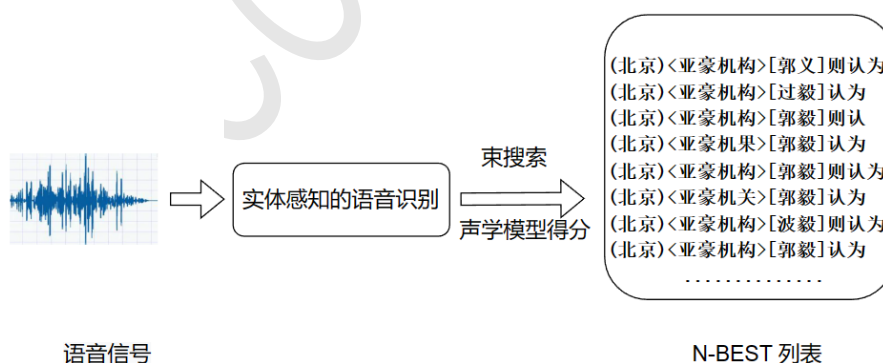 (北京)<亚豪机构>[郭义]则认为
(北京)<亚豪机构>[过毅]认为
(北京)<亚豪机构>[郭毅]则认
(北京)<亚豪机果>[郭毅]认为
(北京)<亚豪机构>[郭毅]则认为
(北京)<亚豪机关>[郭毅]认为
(北京)<亚豪机构>[波毅]则认为
(北京)<亚豪机构>[郭毅]认为
..............
束搜索
实体感知的语音识别
声学模型得分
语音信号
N-BEST 列表